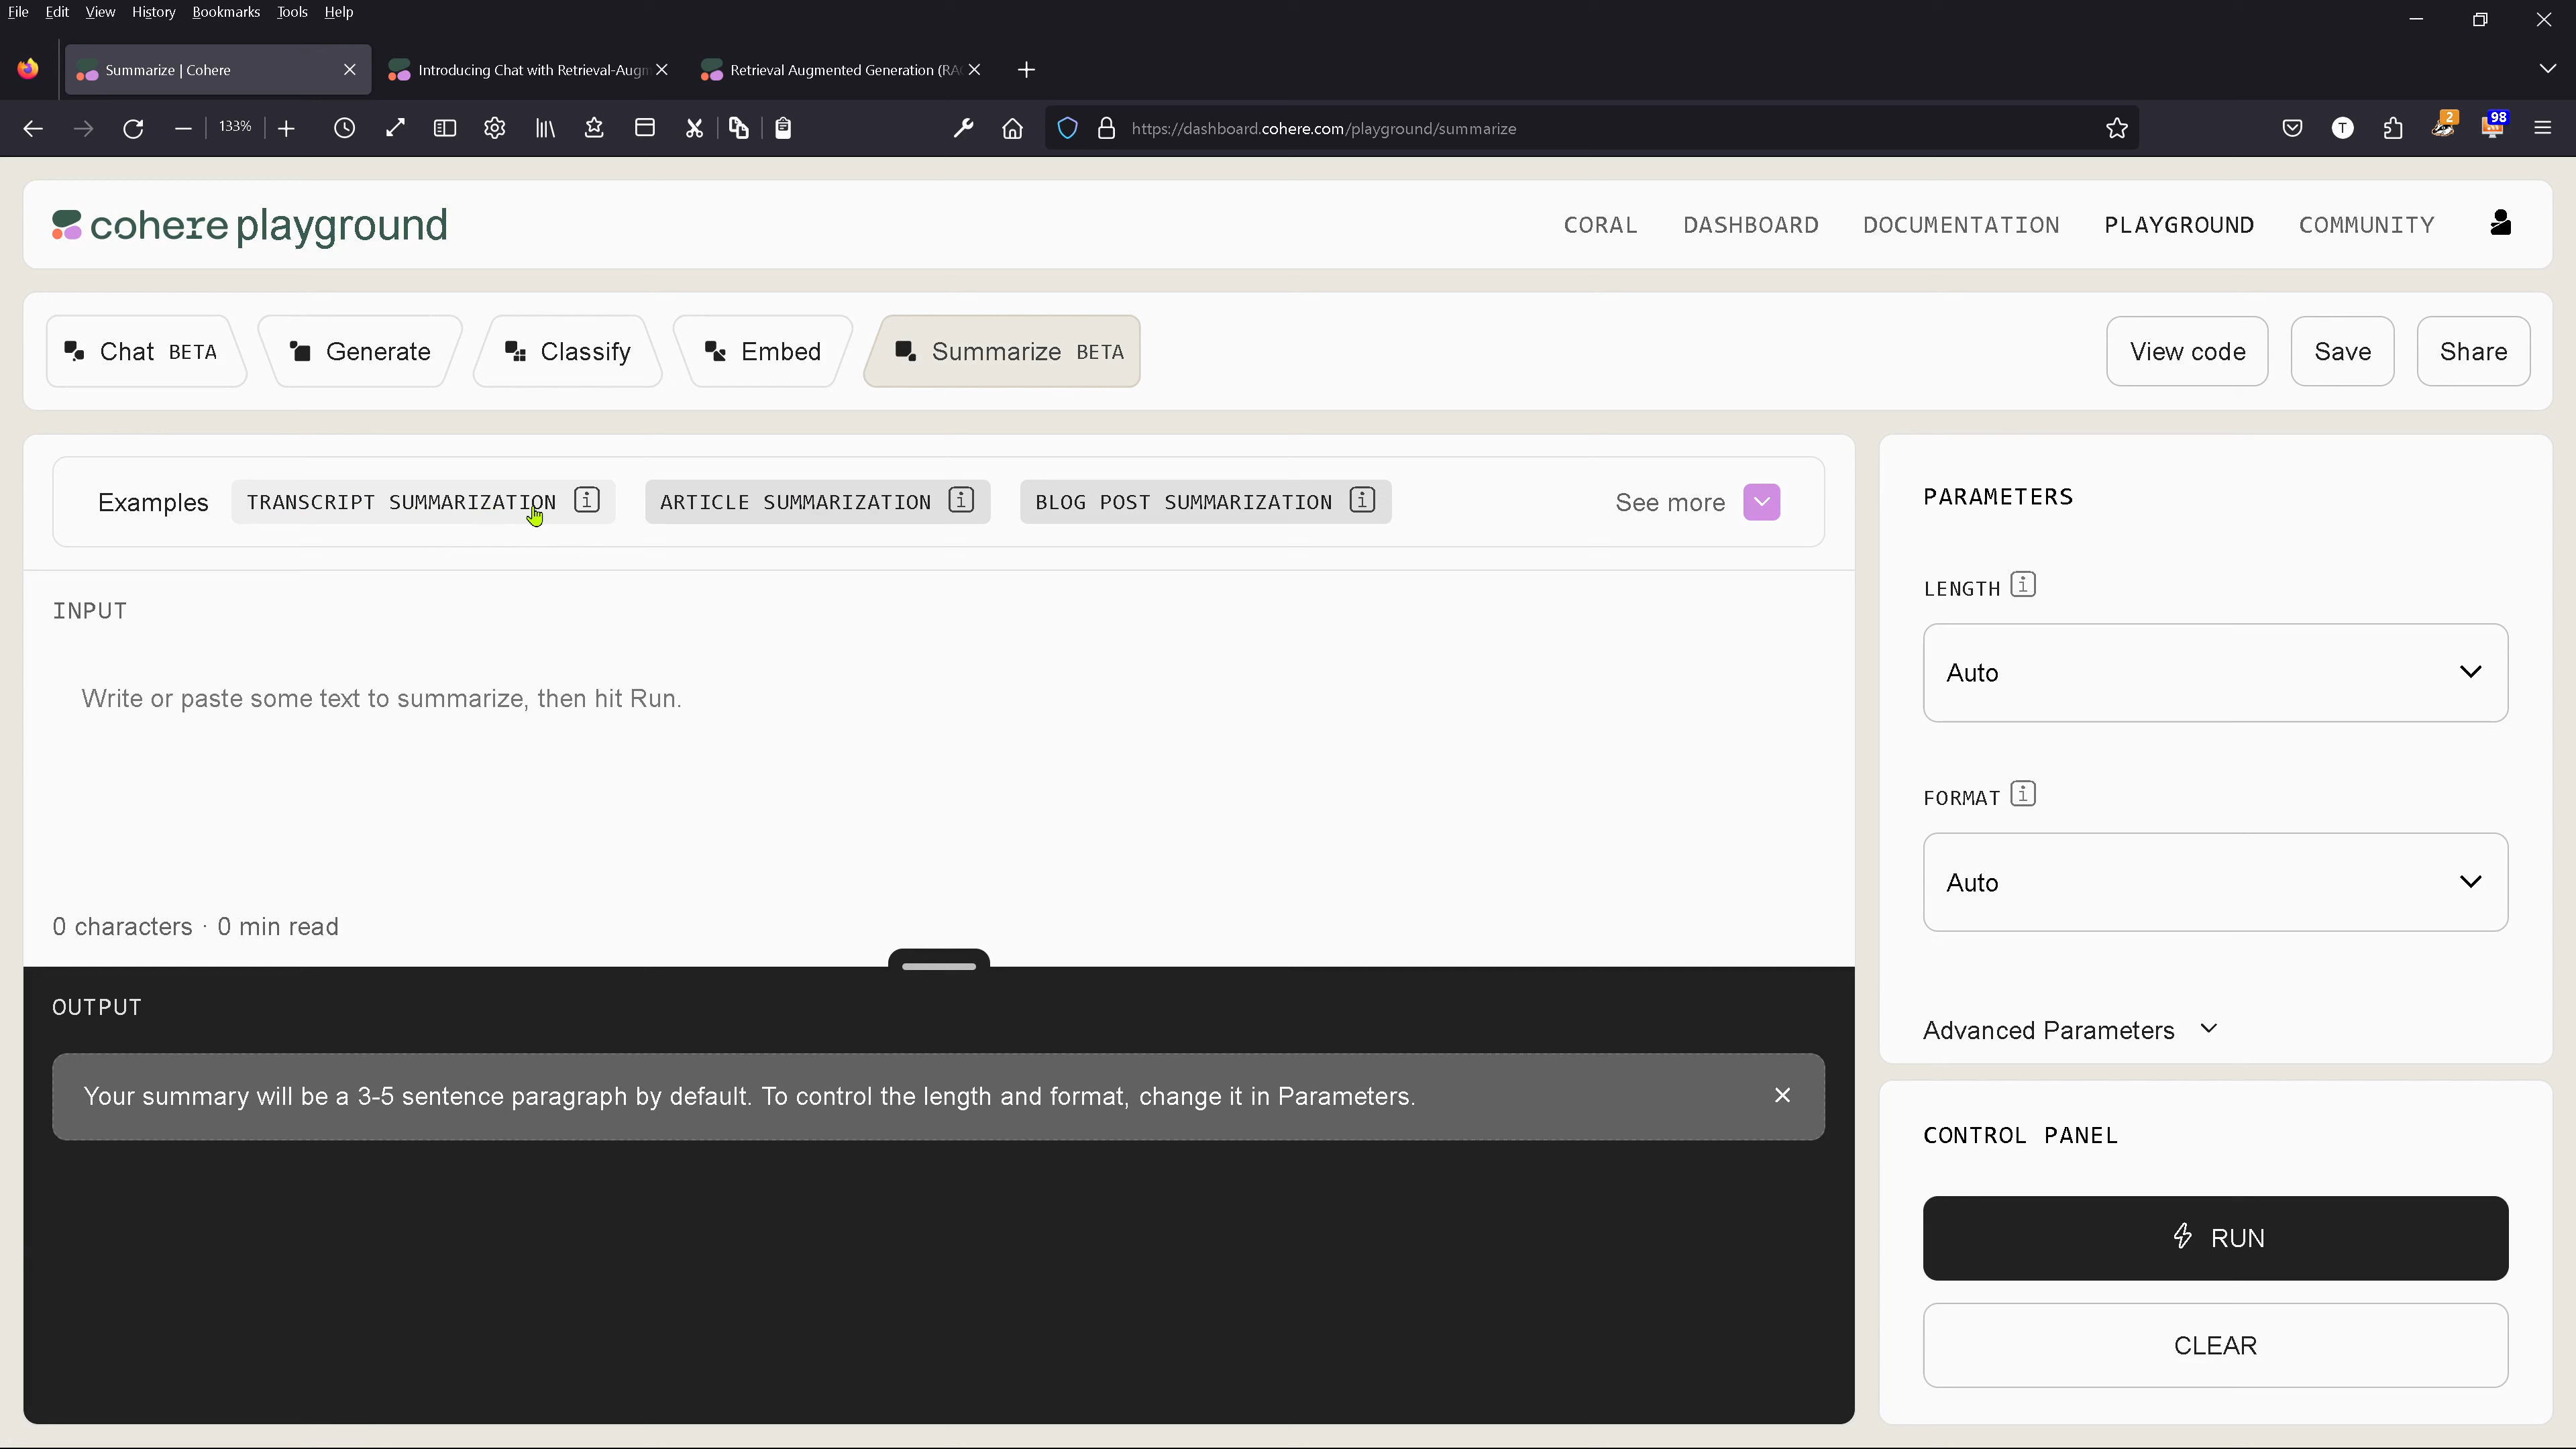 File Edit View History Bookmarks Tools Help
Summarize | Cohere
Introducing Chat with Retrieval-Augm
Retrieval Augmented Generation (RA
133%
https://dashboard.cohere.com/playground/summarize
T
2
98
cohere playground
CORAL DASHBOARD DOCUMENTATION PLAYGROUND COMMUNITY
Chat BETA Generate Classify Embed Summarize BETA
View code Save Share
Examples TRANSCRIPT SUMMARIZATION i ARTICLE SUMMARIZATION i BLOG POST SUMMARIZATION i See more
INPUT
Write or paste some text to summarize, then hit Run.
0 characters · 0 min read
OUTPUT
Your summary will be a 3-5 sentence paragraph by default. To control the length and format, change it in Parameters.
PARAMETERS
LENGTH i
Auto
FORMAT i
Auto
Advanced Parameters
CONTROL PANEL
RUN
CLEAR